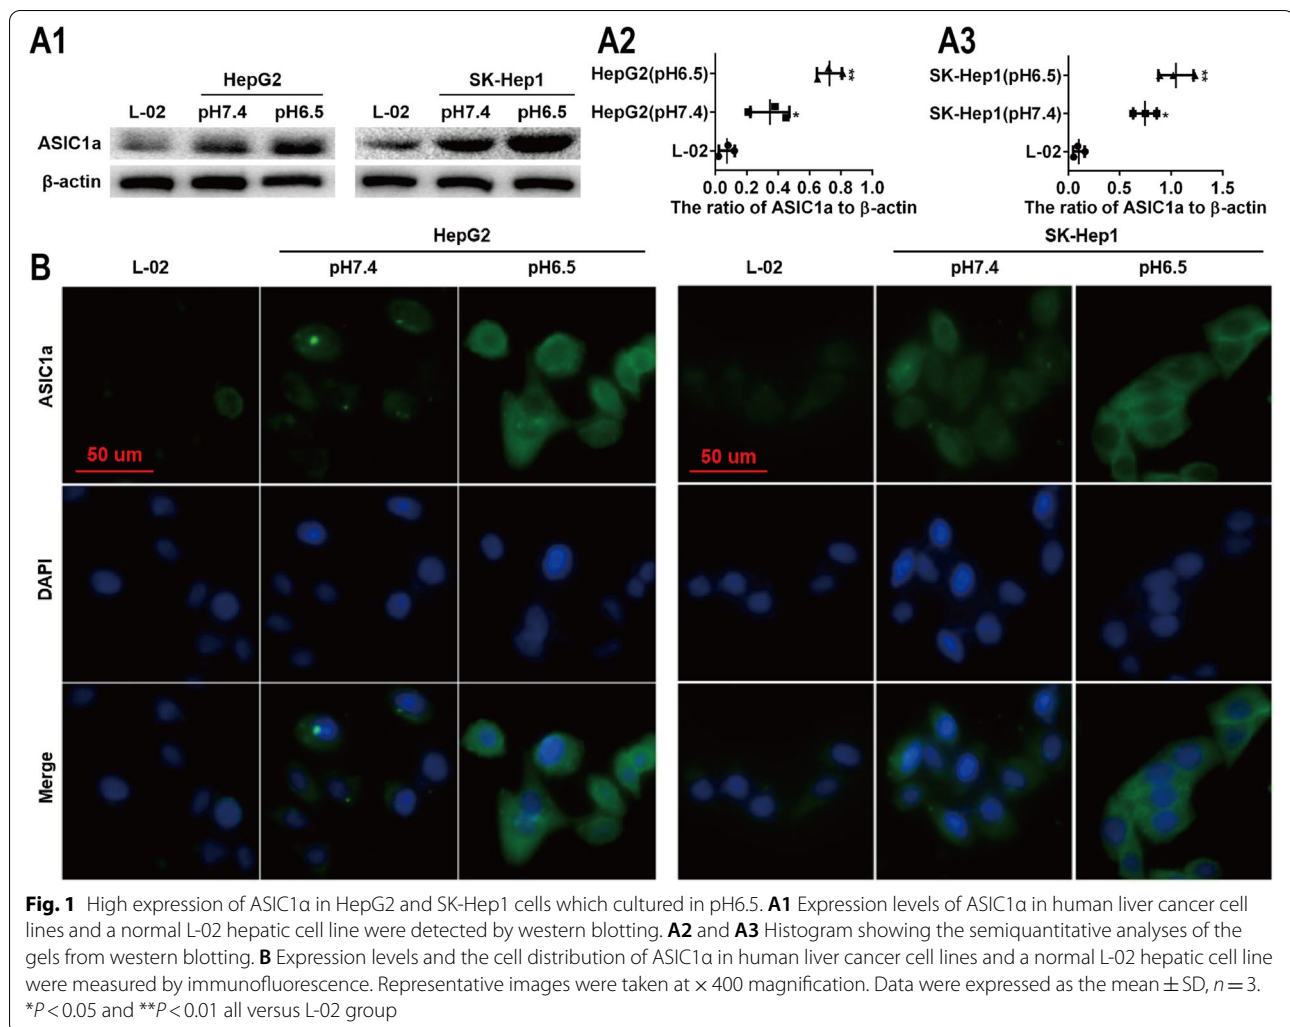 A1
HepG2
SK-Hep1
L-02 pH7.4 pH6.5 L-02 pH7.4 pH6.5
ASIC1a
β-actin
A2
HepG2(pH6.5)
**
HepG2(pH7.4)
*
L-02
0.0 0.2 0.4 0.6 0.8 1.0
The ratio of ASIC1a to β-actin
A3
SK-Hep1(pH6.5)
**
SK-Hep1(pH7.4)
*
L-02
0.0 0.5 1.0 1.5
The ratio of ASIC1a to β-actin
B
HepG2
SK-Hep1
L-02 pH7.4 pH6.5 L-02 pH7.4 pH6.5
ASIC1a
50 um
50 um
DAPI
Merge
Fig. 1 High expression of ASIC1α in HepG2 and SK-Hep1 cells which cultured in pH6.5. A1 Expression levels of ASIC1α in human liver cancer cell
lines and a normal L-02 hepatic cell line were detected by western blotting. A2 and A3 Histogram showing the semiquantitative analyses of the
gels from western blotting. B Expression levels and the cell distribution of ASIC1α in human liver cancer cell lines and a normal L-02 hepatic cell line
were measured by immunofluorescence. Representative images were taken at × 400 magnification. Data were expressed as the mean ± SD, n = 3.
*P < 0.05 and **P < 0.01 all versus L-02 group